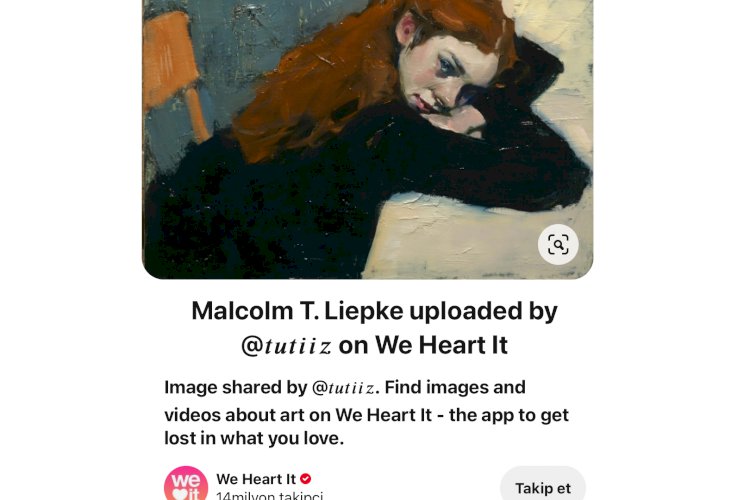 Malcolm T. Liepke uploaded by
@𝒕𝒖𝒕𝒊𝒊𝒛 on We Heart It
Image shared by @𝑡𝑢𝑡𝑖𝑖𝑧. Find images and
videos about art on We Heart It - the app to get
lost in what you love.
we
it
We Heart It
14milyon takipçi
Takip et